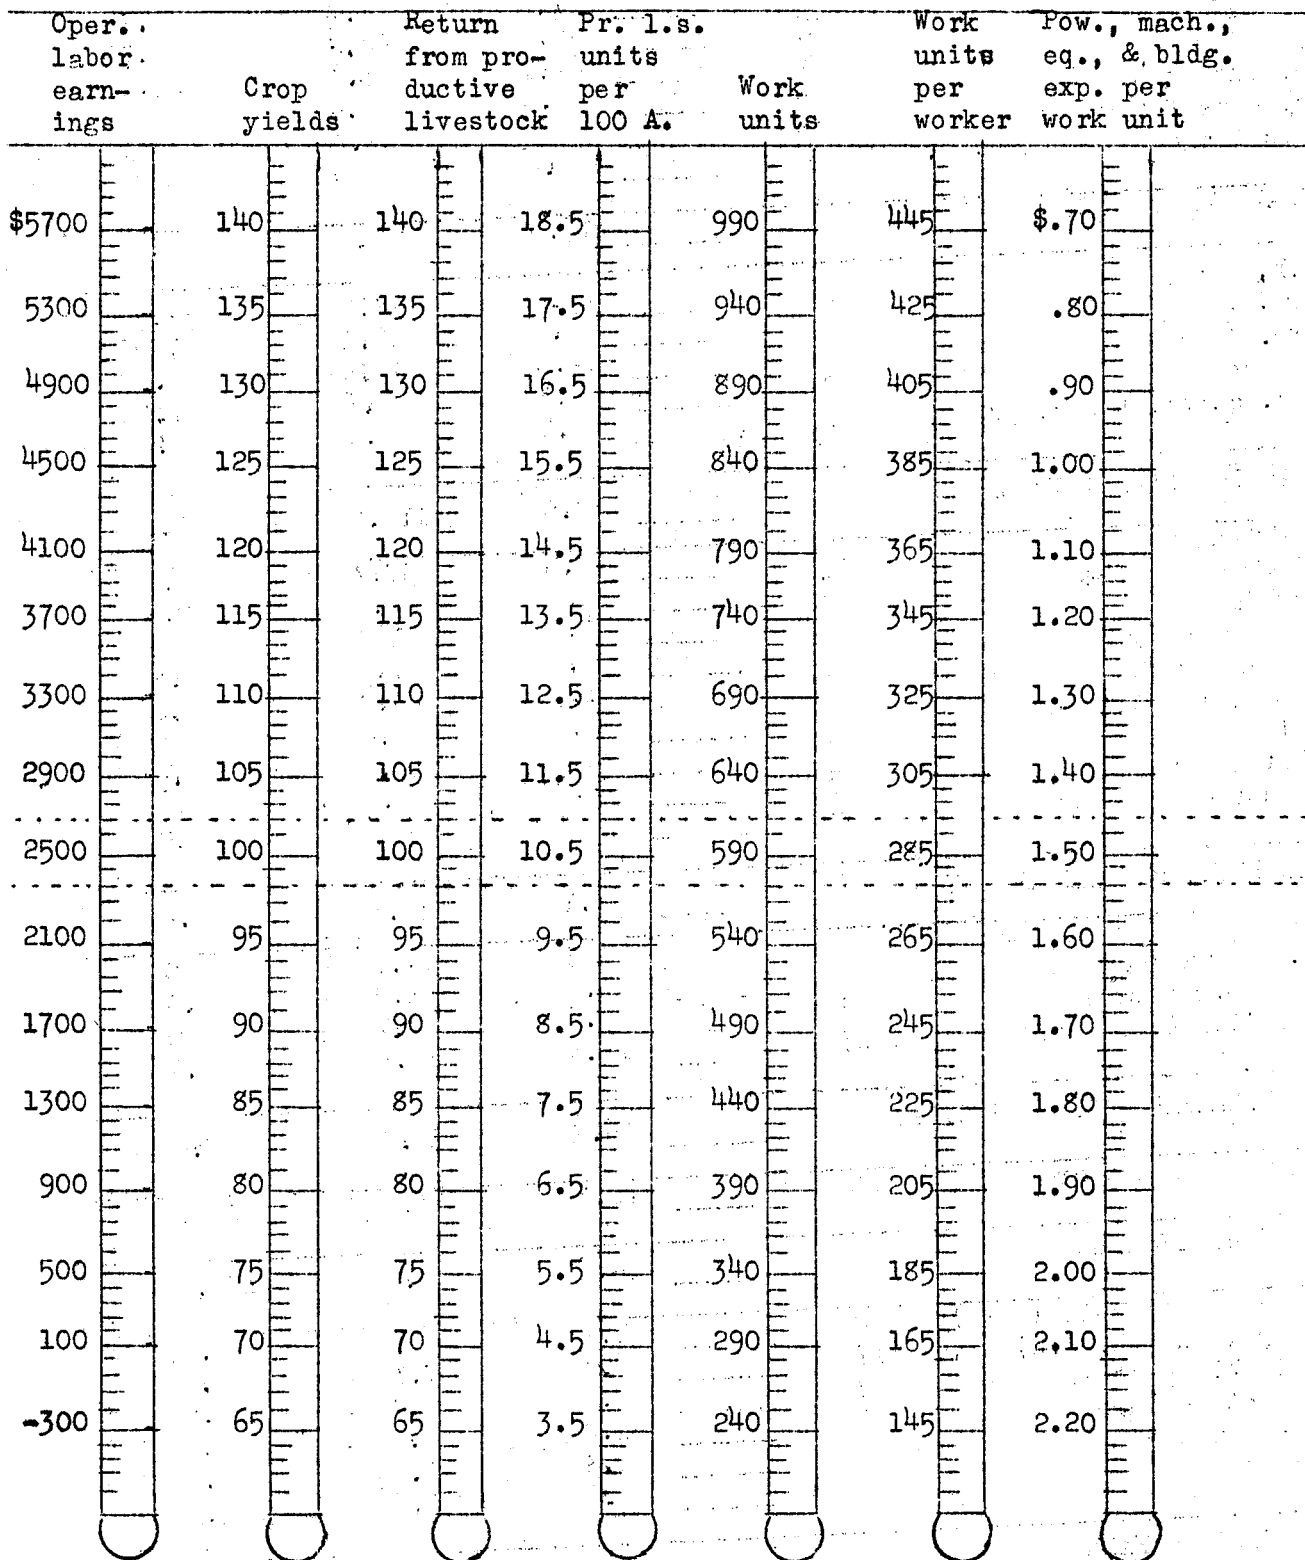 Oper. Return Pr. l.s. Work Pow., mach.,
labor from pro- units units eq., & bldg.
earn- Crop ductive per Work per exp. per
ings yields livestock 100 A. units worker work unit
$5700 140 140 18.5 990 445 $.70
5300 135 135 17.5 940 425 .80
4900 130 130 16.5 890 405 .90
4500 125 125 15.5 840 385 1.00
4100 120 120 14.5 790 365 1.10
3700 115 115 13.5 740 345 1.20
3300 110 110 12.5 690 325 1.30
2900 105 105 11.5 640 305 1.40
2500 100 100 10.5 590 285 1.50
2100 95 95 9.5 540 265 1.60
1700 90 90 8.5 490 245 1.70
1300 85 85 7.5 440 225 1.80
900 80 80 6.5 390 205 1.90
500 75 75 5.5 340 185 2.00
100 70 70 4.5 290 165 2.10
-300 65 65 3.5 240 145 2.20